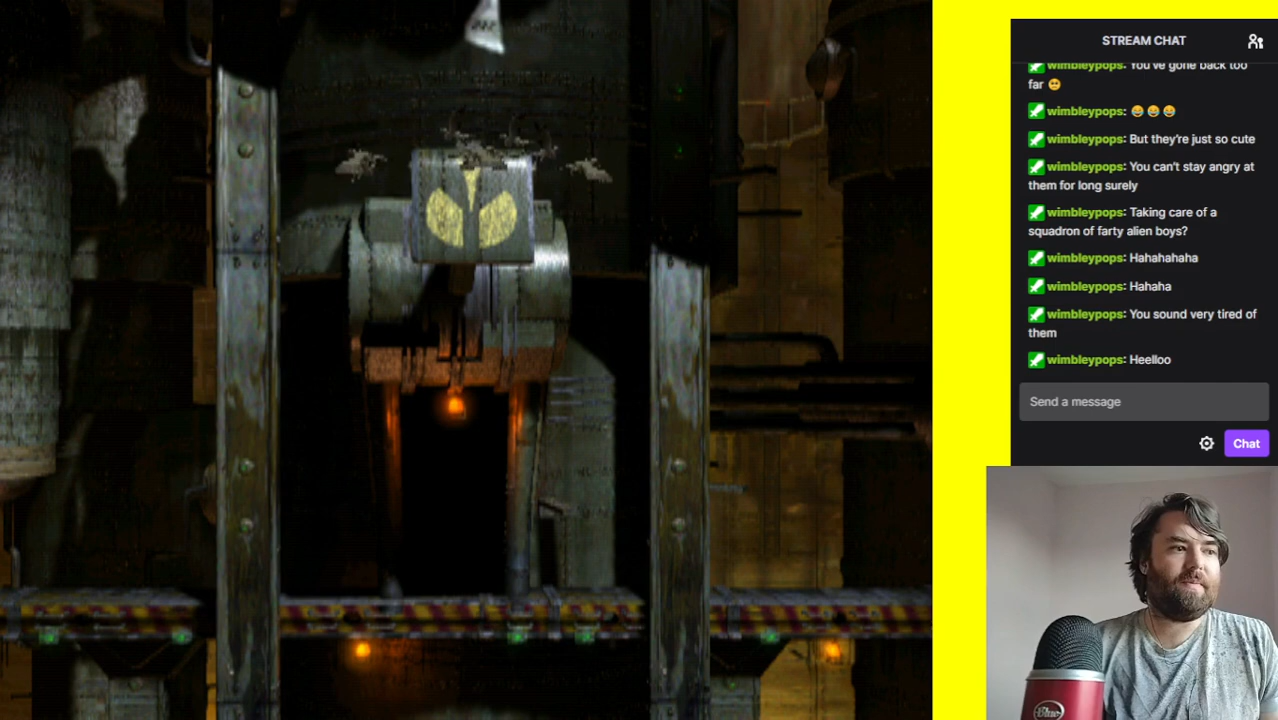 STREAM CHAT
wimbleypops: You've gone back too
far
wimbleypops:
wimbleypops: But they're just so cute
wimbleypops: You can't stay angry at
them for long surely
wimbleypops: Taking care of a
squadron of farty alien boys?
wimbleypops: Hahahahaha
wimbleypops: Hahaha
wimbleypops: You sound very tired of
them
wimbleypops: Heelloo
Send a message
Chat
Blue